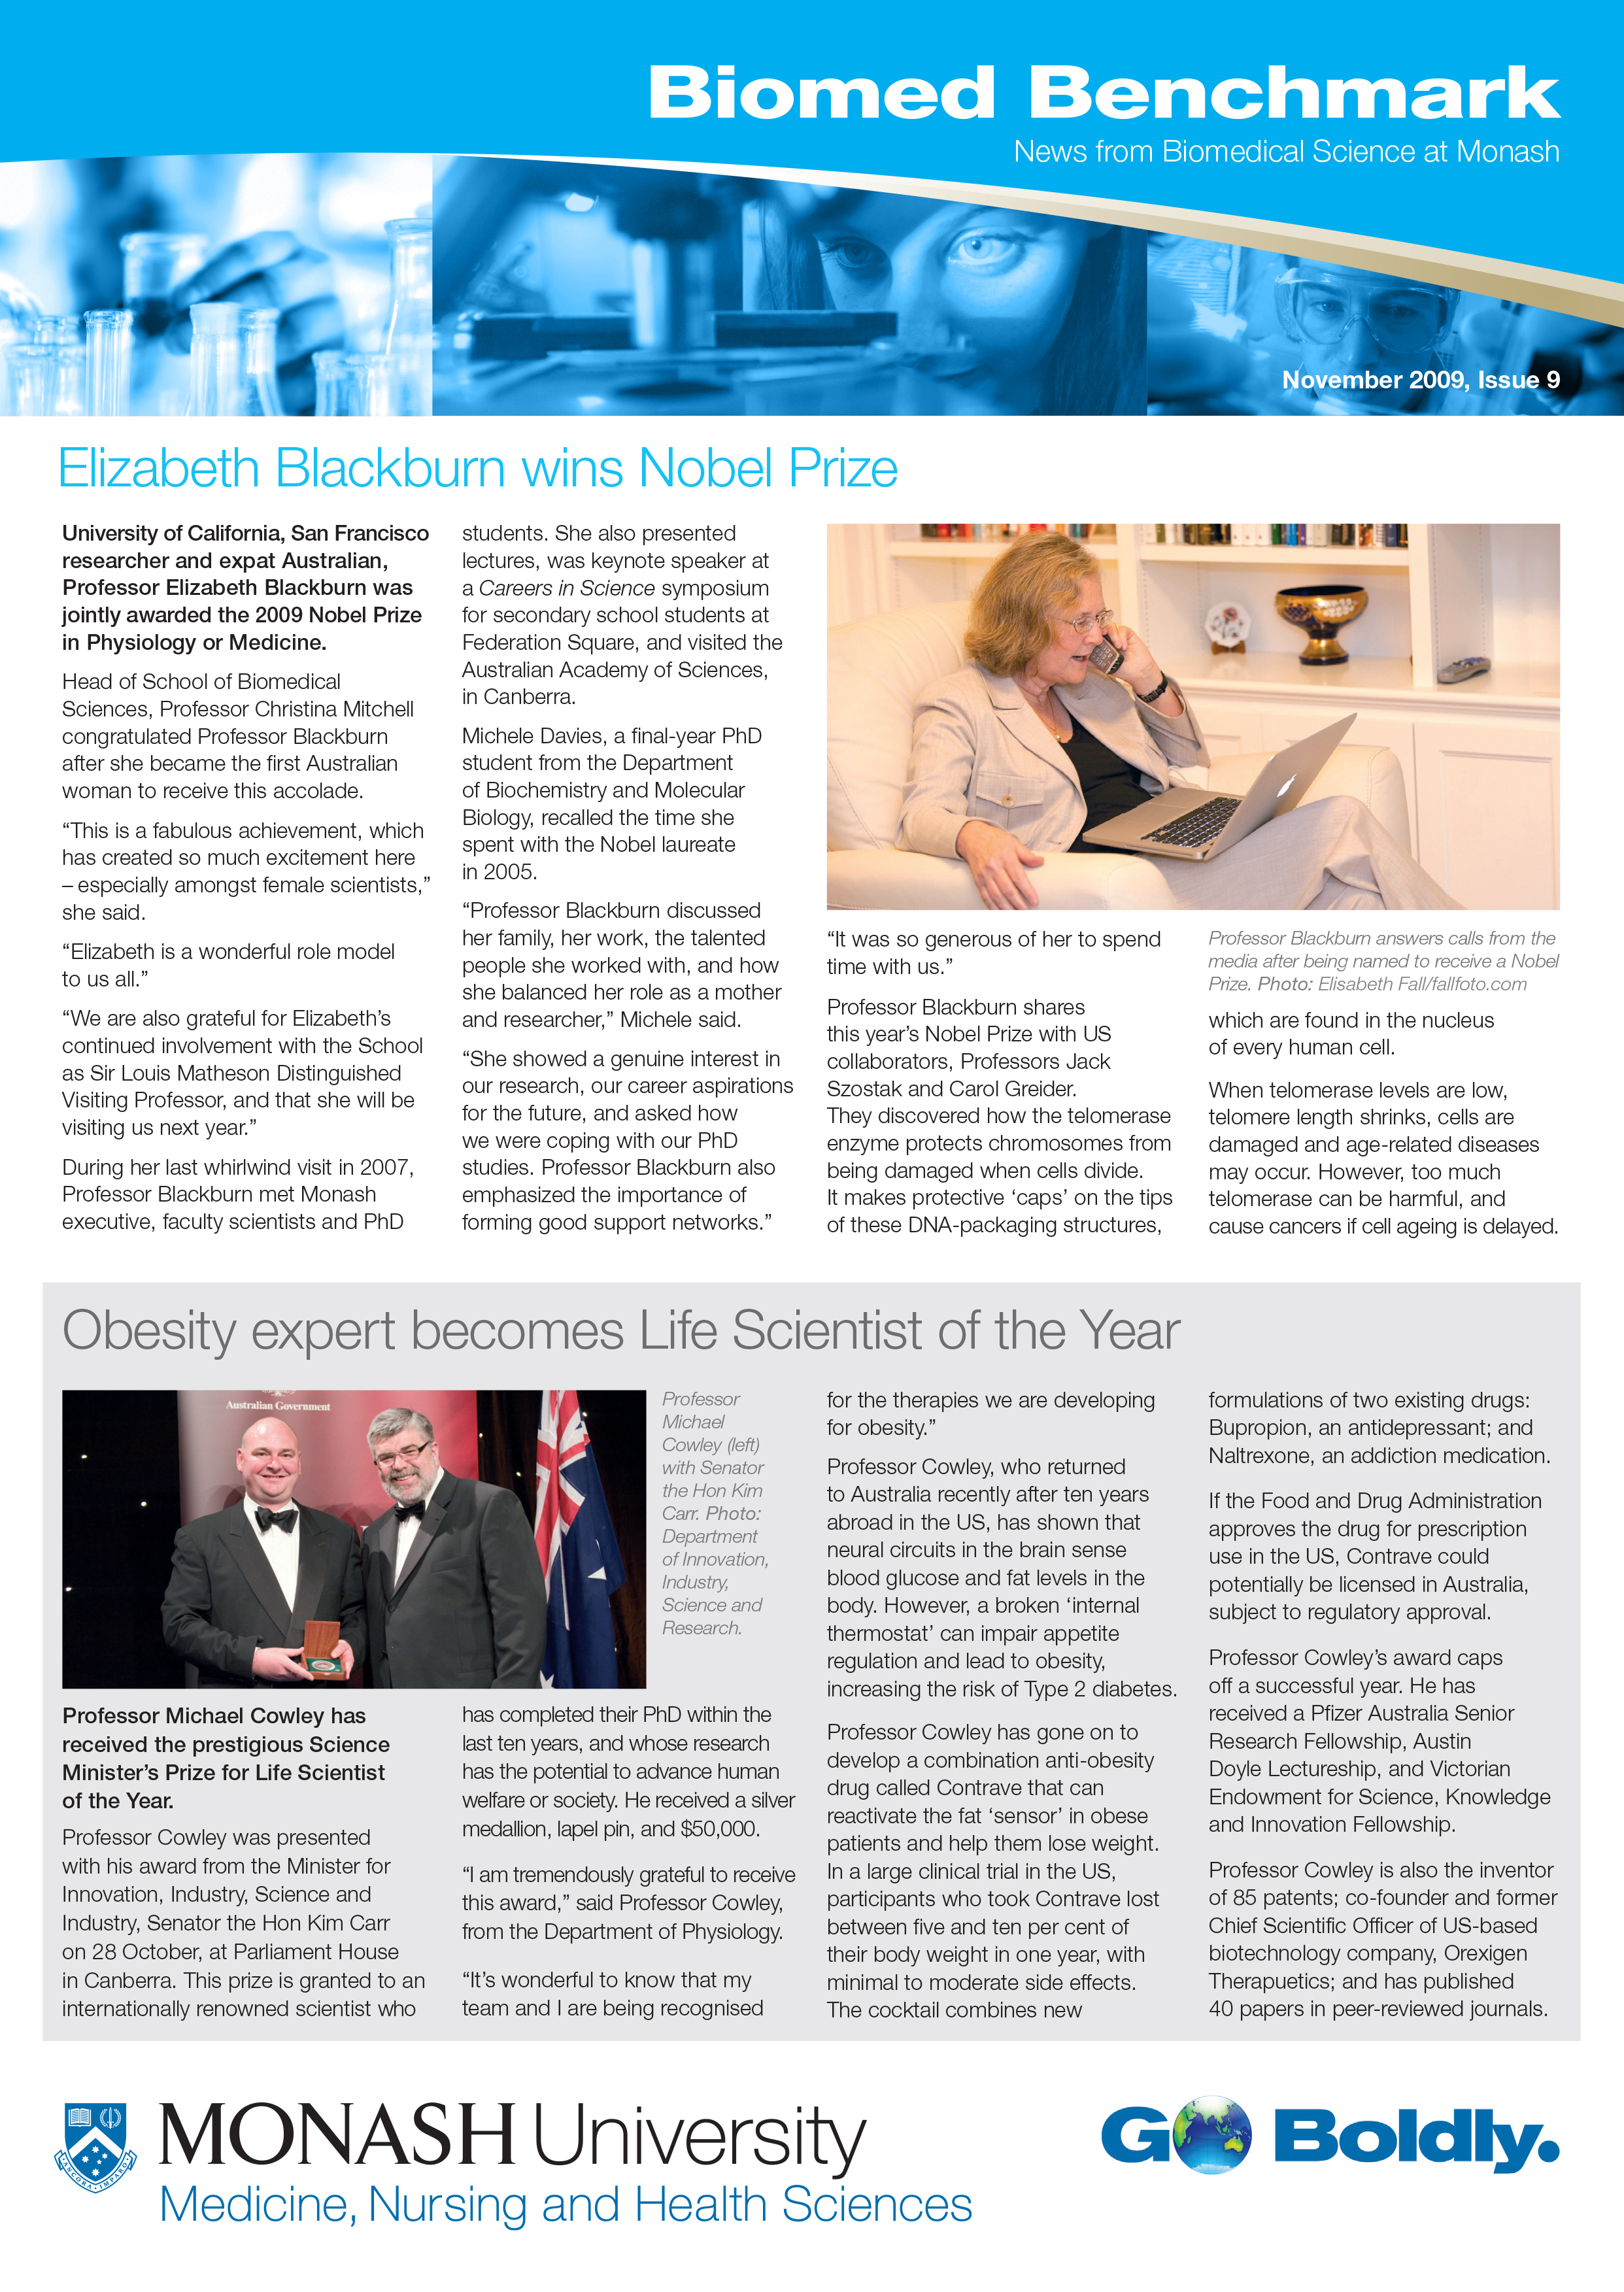 Biomed Benchmark
News from Biomedical Science at Monash
November 2009, Issue 9
Elizabeth Blackburn wins Nobel Prize
University of California, San Francisco
researcher and expat Australian,
Professor Elizabeth Blackburn was
jointly awarded the 2009 Nobel Prize
in Physiology or Medicine.
Head of School of Biomedical
Sciences, Professor Christina Mitchell
congratulated Professor Blackburn
after she became the first Australian
woman to receive this accolade.
“This is a fabulous achievement, which
has created so much excitement here
– especially amongst female scientists,”
she said.
“Elizabeth is a wonderful role model
to us all.”
“We are also grateful for Elizabeth’s
continued involvement with the School
as Sir Louis Matheson Distinguished
Visiting Professor, and that she will be
visiting us next year.”
During her last whirlwind visit in 2007,
Professor Blackburn met Monash
executive, faculty scientists and PhD
students. She also presented
lectures, was keynote speaker at
a Careers in Science symposium
for secondary school students at
Federation Square, and visited the
Australian Academy of Sciences,
in Canberra.
Michele Davies, a final-year PhD
student from the Department
of Biochemistry and Molecular
Biology, recalled the time she
spent with the Nobel laureate
in 2005.
“Professor Blackburn discussed
her family, her work, the talented
people she worked with, and how
she balanced her role as a mother
and researcher,” Michele said.
“She showed a genuine interest in
our research, our career aspirations
for the future, and asked how
we were coping with our PhD
studies. Professor Blackburn also
emphasized the importance of
forming good support networks.”
“It was so generous of her to spend
time with us.”
Professor Blackburn shares
this year’s Nobel Prize with US
collaborators, Professors Jack
Szostak and Carol Greider.
They discovered how the telomerase
enzyme protects chromosomes from
being damaged when cells divide.
It makes protective ‘caps’ on the tips
of these DNA-packaging structures,
Professor Blackburn answers calls from the
media after being named to receive a Nobel
Prize. Photo: Elisabeth Fall/fallfoto.com
which are found in the nucleus
of every human cell.
When telomerase levels are low,
telomere length shrinks, cells are
damaged and age-related diseases
may occur. However, too much
telomerase can be harmful, and
cause cancers if cell ageing is delayed.
Obesity expert becomes Life Scientist of the Year
Australian Government
Professor
Michael
Cowley (left)
with Senator
the Hon Kim
Carr. Photo:
Department
of Innovation,
Industry,
Science and
Research.
Professor Michael Cowley has
received the prestigious Science
Minister’s Prize for Life Scientist
of the Year.
Professor Cowley was presented
with his award from the Minister for
Innovation, Industry, Science and
Industry, Senator the Hon Kim Carr
on 28 October, at Parliament House
in Canberra. This prize is granted to an
internationally renowned scientist who
has completed their PhD within the
last ten years, and whose research
has the potential to advance human
welfare or society. He received a silver
medallion, lapel pin, and $50,000.
“I am tremendously grateful to receive
this award,” said Professor Cowley,
from the Department of Physiology.
“It’s wonderful to know that my
team and I are being recognised
for the therapies we are developing
for obesity.”
Professor Cowley, who returned
to Australia recently after ten years
abroad in the US, has shown that
neural circuits in the brain sense
blood glucose and fat levels in the
body. However, a broken ‘internal
thermostat’ can impair appetite
regulation and lead to obesity,
increasing the risk of Type 2 diabetes.
Professor Cowley has gone on to
develop a combination anti-obesity
drug called Contrave that can
reactivate the fat ‘sensor’ in obese
patients and help them lose weight.
In a large clinical trial in the US,
participants who took Contrave lost
between five and ten per cent of
their body weight in one year, with
minimal to moderate side effects.
The cocktail combines new
formulations of two existing drugs:
Bupropion, an antidepressant; and
Naltrexone, an addiction medication.
If the Food and Drug Administration
approves the drug for prescription
use in the US, Contrave could
potentially be licensed in Australia,
subject to regulatory approval.
Professor Cowley’s award caps
off a successful year. He has
received a Pfizer Australia Senior
Research Fellowship, Austin
Doyle Lectureship, and Victorian
Endowment for Science, Knowledge
and Innovation Fellowship.
Professor Cowley is also the inventor
of 85 patents; co-founder and former
Chief Scientific Officer of US-based
biotechnology company, Orexigen
Therapuetics; and has published
40 papers in peer-reviewed journals.
ANCORA IMPARO
MONASH University
Medicine, Nursing and Health Sciences
GO Boldly.